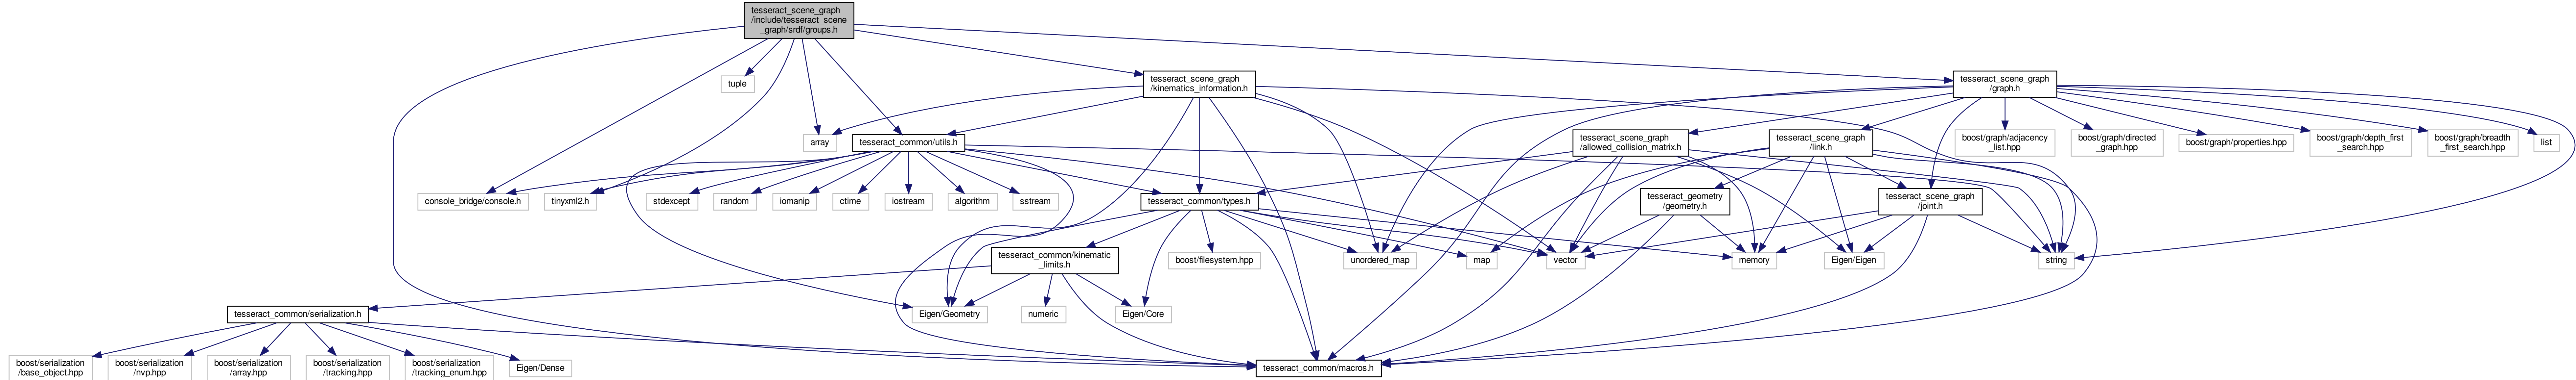 tesseract_scene_graph
/include/tesseract_scene
_graph/srdf/groups.h
tuple
tesseract_scene_graph
/kinematics_information.h
tesseract_scene_graph
/graph.h
array
tesseract_common/utils.h
tesseract_scene_graph
/allowed_collision_matrix.h
tesseract_scene_graph
/link.h
boost/graph/adjacency
_list.hpp
boost/graph/directed
_graph.hpp
boost/graph/properties.hpp
boost/graph/depth_first
_search.hpp
boost/graph/breadth
_first_search.hpp
list
console_bridge/console.h
tinyxml2.h
stdexcept
random
iomanip
ctime
iostream
algorithm
sstream
tesseract_common/types.h
tesseract_geometry
/geometry.h
tesseract_scene_graph
/joint.h
tesseract_common/kinematic
_limits.h
boost/filesystem.hpp
unordered_map
map
vector
memory
Eigen/Eigen
string
tesseract_common/serialization.h
Eigen/Geometry
numeric
Eigen/Core
boost/serialization
/base_object.hpp
boost/serialization
/nvp.hpp
boost/serialization
/array.hpp
boost/serialization
/tracking.hpp
boost/serialization
/tracking_enum.hpp
Eigen/Dense
tesseract_common/macros.h